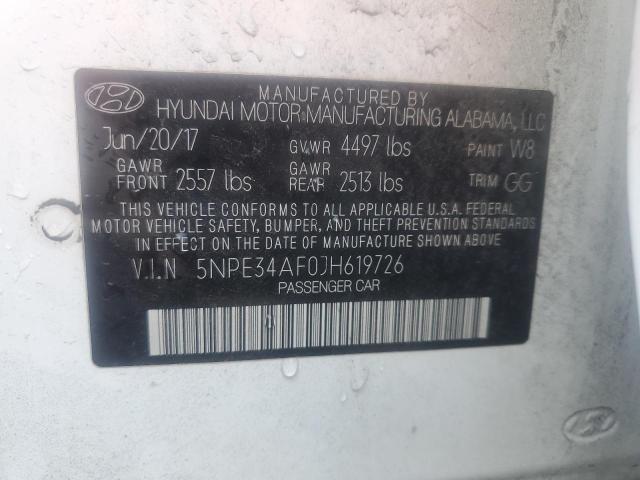 MANUFACTURED BY
HYUNDAI MOTOR MANUFACTURING ALABAMA, LLC
Jun/20/17 GVWR 4497 lbs PAINT W8
GAWR FRONT 2557 lbs GAWR REAR 2513 lbs TRIM GG
THIS VEHICLE CONFORMS TO ALL APPLICABLE U.S.A. FEDERAL
MOTOR VEHICLE SAFETY, BUMPER, AND THEFT PREVENTION STANDARDS
IN EFFECT ON THE DATE OF MANUFACTURE SHOWN ABOVE.
V.I.N 5NPE34AF0JH619726
PASSENGER CAR